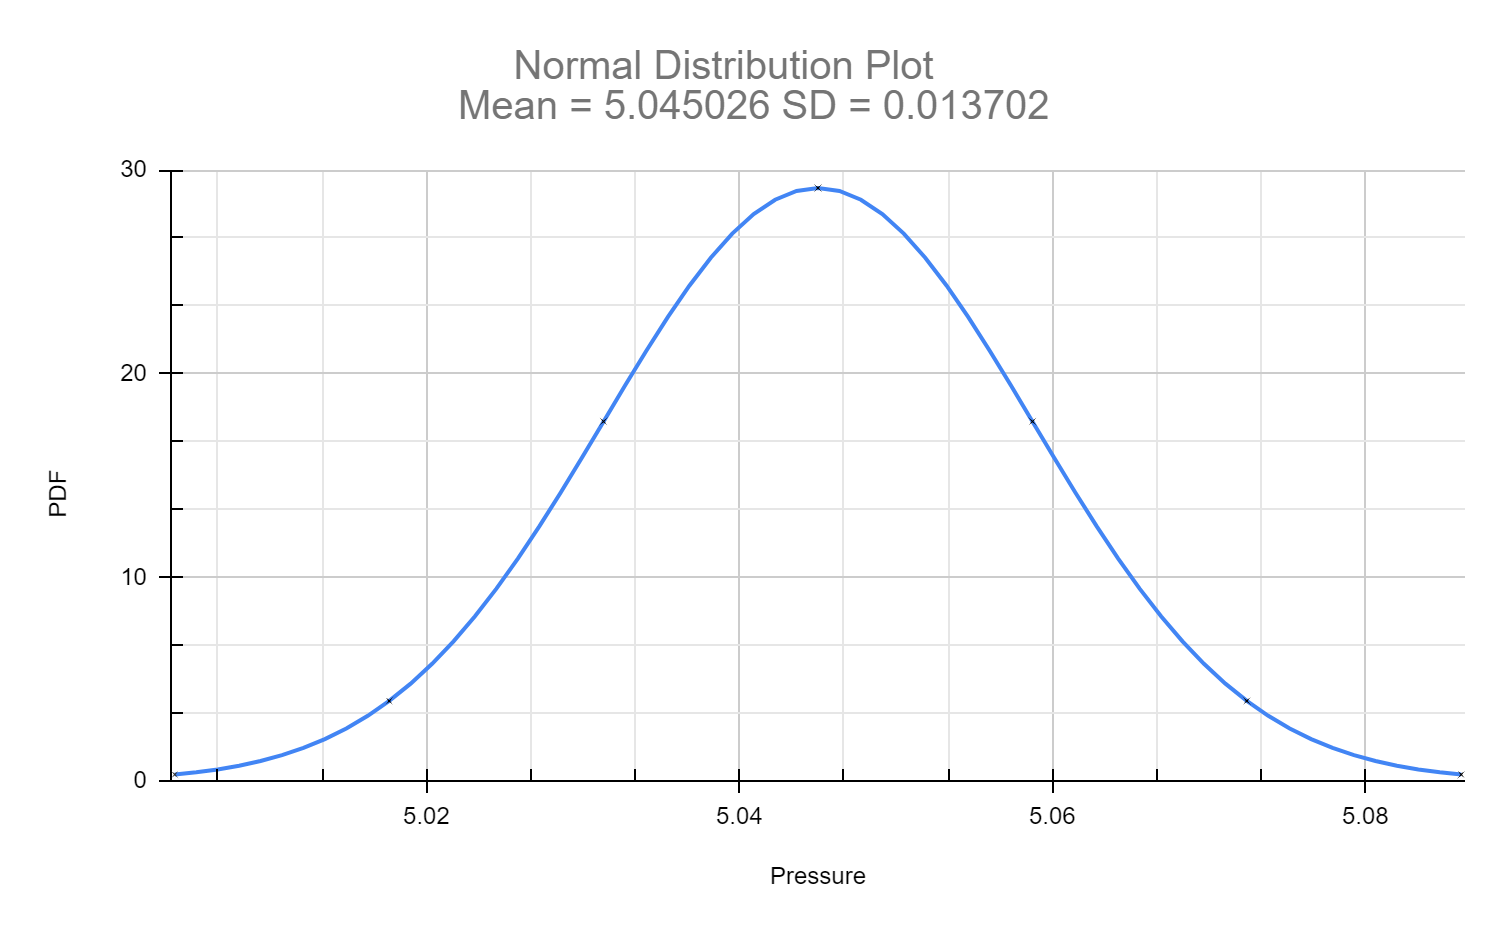 Normal Distribution Plot
Mean = 5.045026 SD = 0.013702
30
20
10
0
PDF
5.02
5.04
5.06
5.08
Pressure